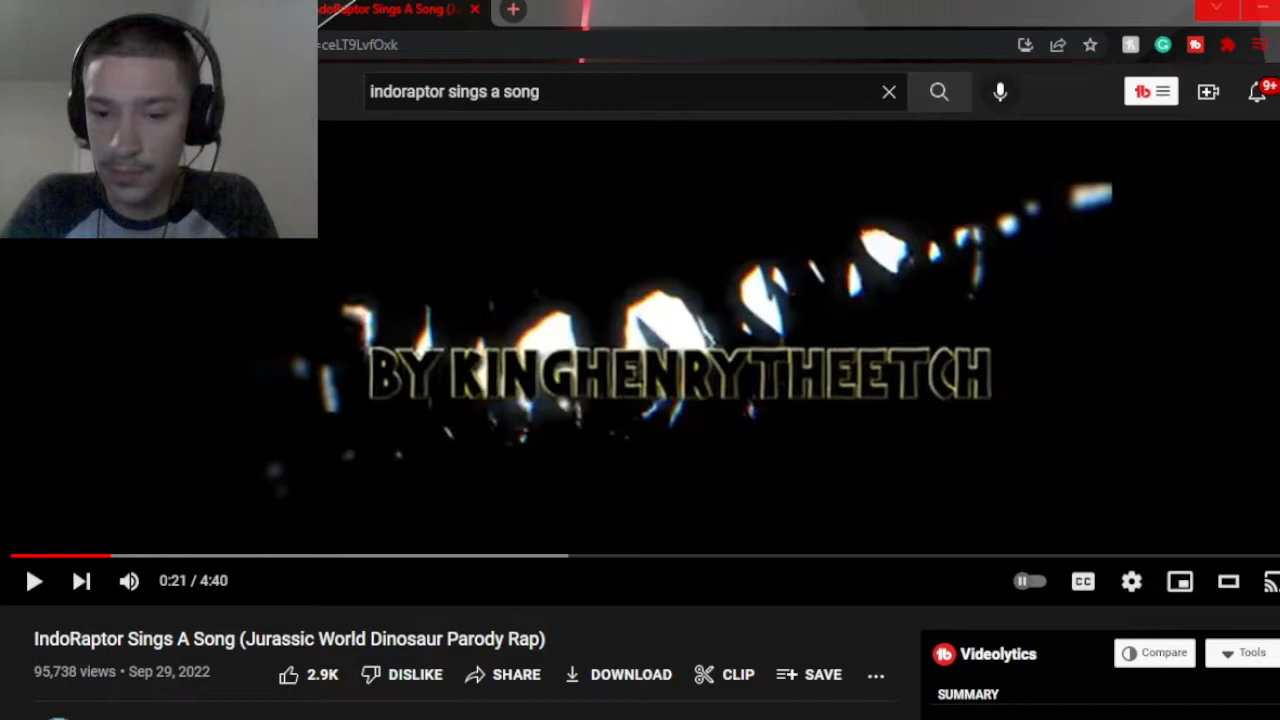 IndoRaptor Sings A Song (J
=ceLT9LvfOxk
indoraptor sings a song
9+
BY KINGHENRYTHEETCH
0:21 / 4:40
CC
IndoRaptor Sings A Song (Jurassic World Dinosaur Parody Rap)
95,738 views • Sep 29, 2022
2.9K DISLIKE SHARE DOWNLOAD CLIP SAVE
Videolytics
Compare
Tools
SUMMARY